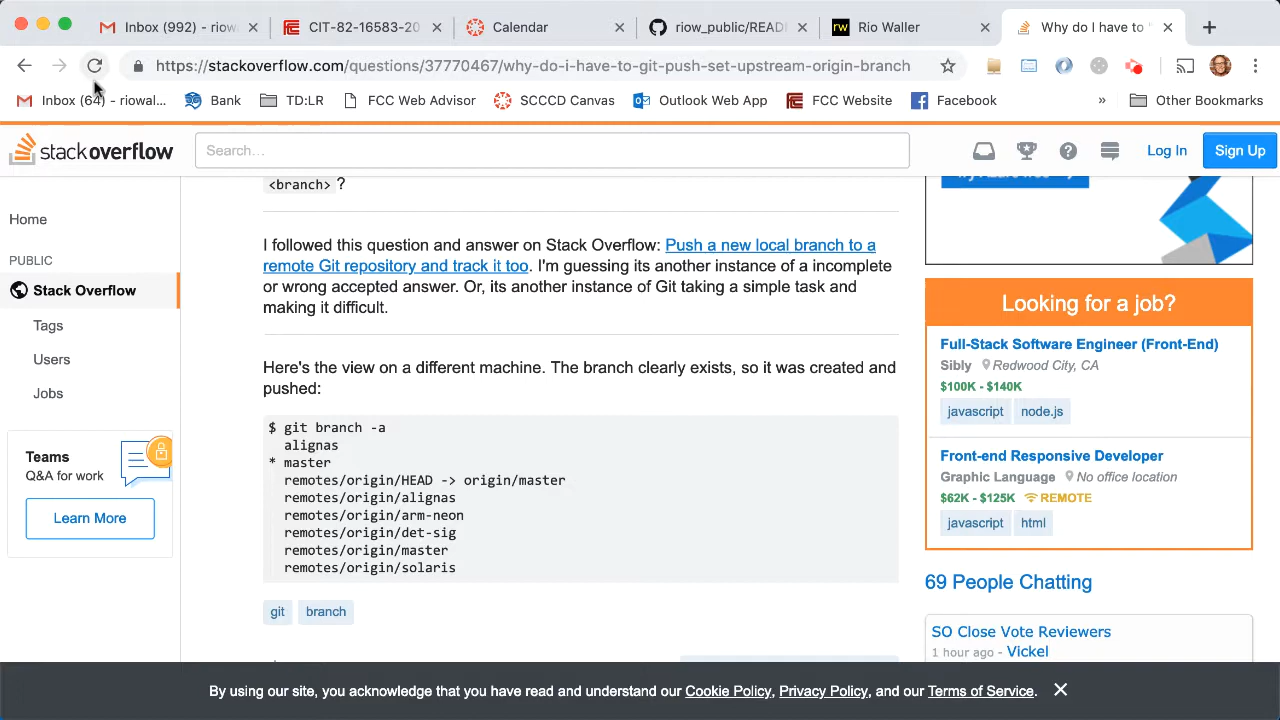 Inbox (992) - riow
CIT-82-16583-20
Calendar
riow_public/READ
rw
Rio Waller
Why do I have to "
https://stackoverflow.com/questions/37770467/why-do-i-have-to-git-push-set-upstream-origin-branch
Inbox (64) - riowal...
Bank
TD:LR
FCC Web Advisor
SCCCD Canvas
Outlook Web App
FCC Website
Facebook
»
Other Bookmarks
stackoverflow
Search...
Log In
Sign Up
<branch> ?
Home
PUBLIC
Stack Overflow
Tags
Users
Jobs
Teams
Q&A for work
Learn More
I followed this question and answer on Stack Overflow: Push a new local branch to a
remote Git repository and track it too. I'm guessing its another instance of a incomplete
or wrong accepted answer. Or, its another instance of Git taking a simple task and
making it difficult.
Here's the view on a different machine. The branch clearly exists, so it was created and
pushed:
$ git branch -a
alignas
* master
remotes/origin/HEAD -> origin/master
remotes/origin/alignas
remotes/origin/arm-neon
remotes/origin/det-sig
remotes/origin/master
remotes/origin/solaris
git
branch
Looking for a job?
Full-Stack Software Engineer (Front-End)
Sibly
Redwood City, CA
$100K - $140K
javascript
node.js
Front-end Responsive Developer
Graphic Language
No office location
$62K - $125K
REMOTE
javascript
html
69 People Chatting
SO Close Vote Reviewers
1 hour ago - Vickel
By using our site, you acknowledge that you have read and understand our Cookie Policy, Privacy Policy, and our Terms of Service.